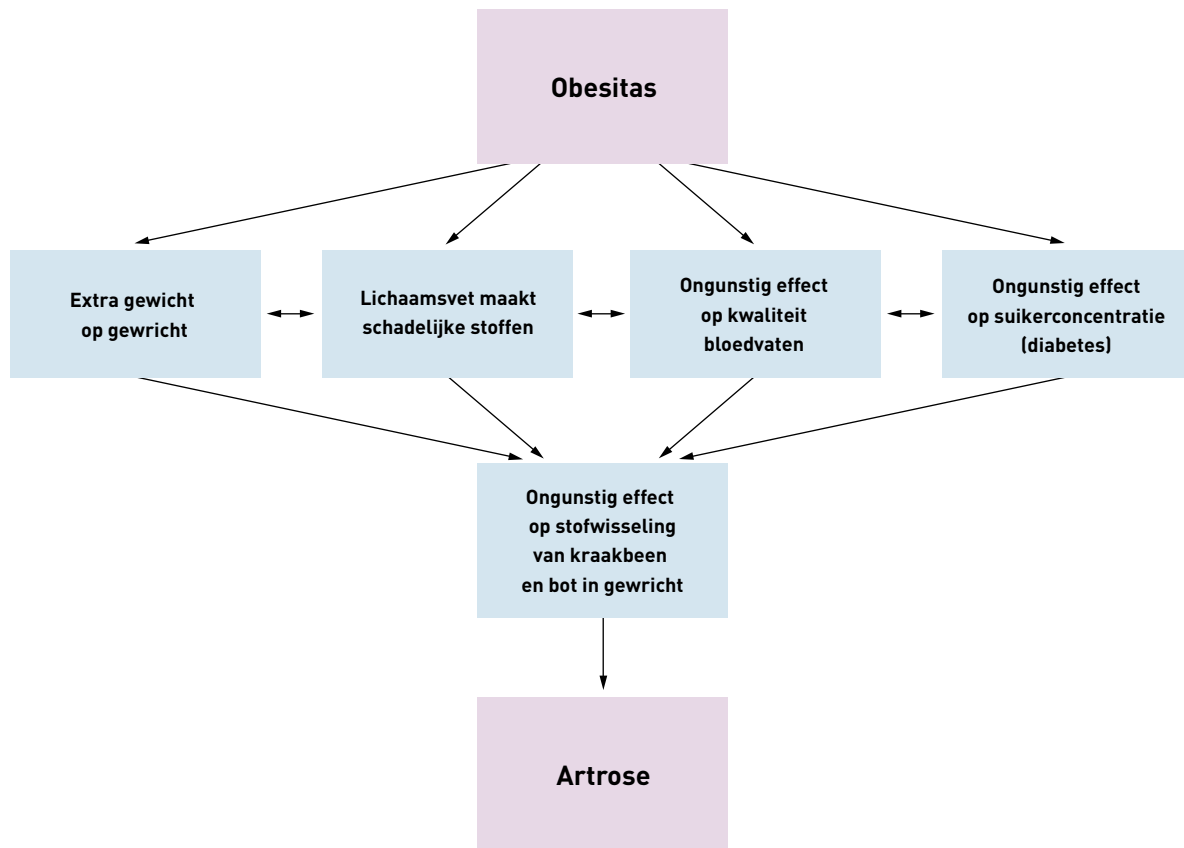 Obesitas
Extra gewicht
op gewricht
Lichaamsvet maakt
schadelijke stoffen
Ongunstig effect
op kwaliteit
bloedvaten
Ongunstig effect
op suikerconcentratie
(diabetes)
Ongunstig effect
op stofwisseling
van kraakbeen
en bot in gewricht
Artrose